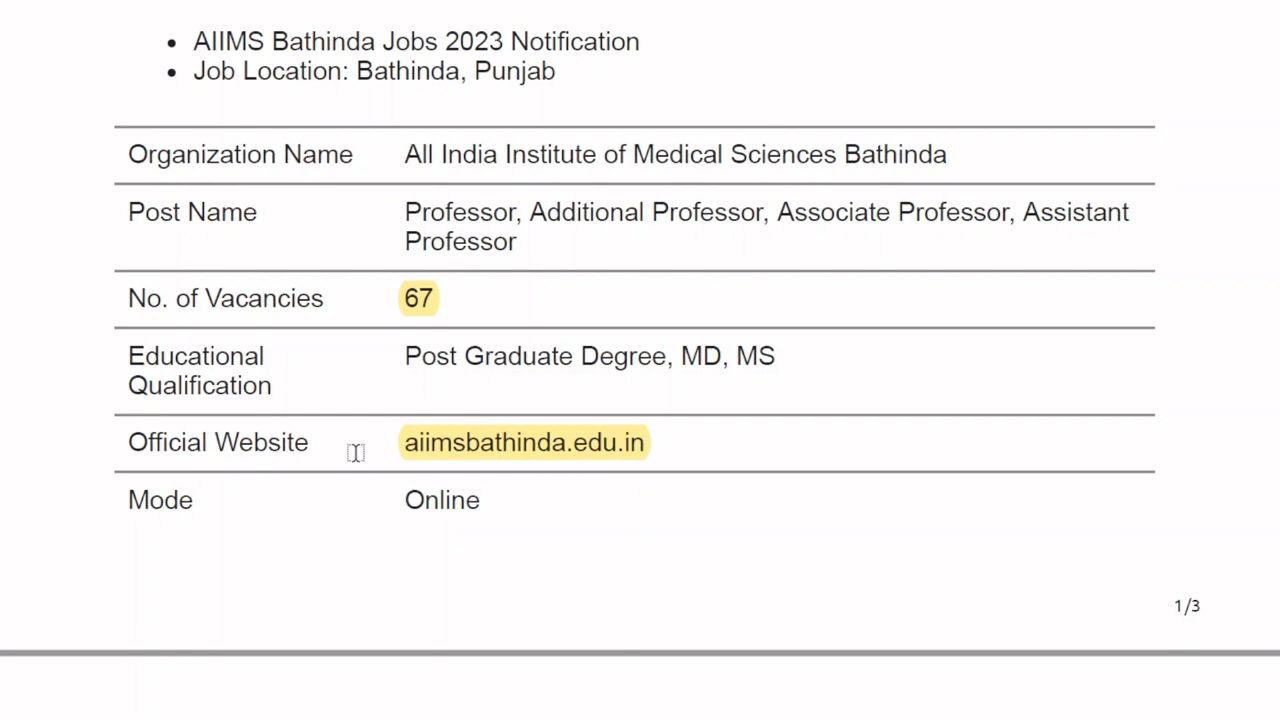 AIIMS Bathinda Jobs 2023 Notification
Job Location: Bathinda, Punjab
Organization Name All India Institute of Medical Sciences Bathinda
Post Name Professor, Additional Professor, Associate Professor, Assistant
Professor
No. of Vacancies 67
Educational Post Graduate Degree, MD, MS
Qualification
Official Website aiimsbathinda.edu.in
Mode Online
1/3